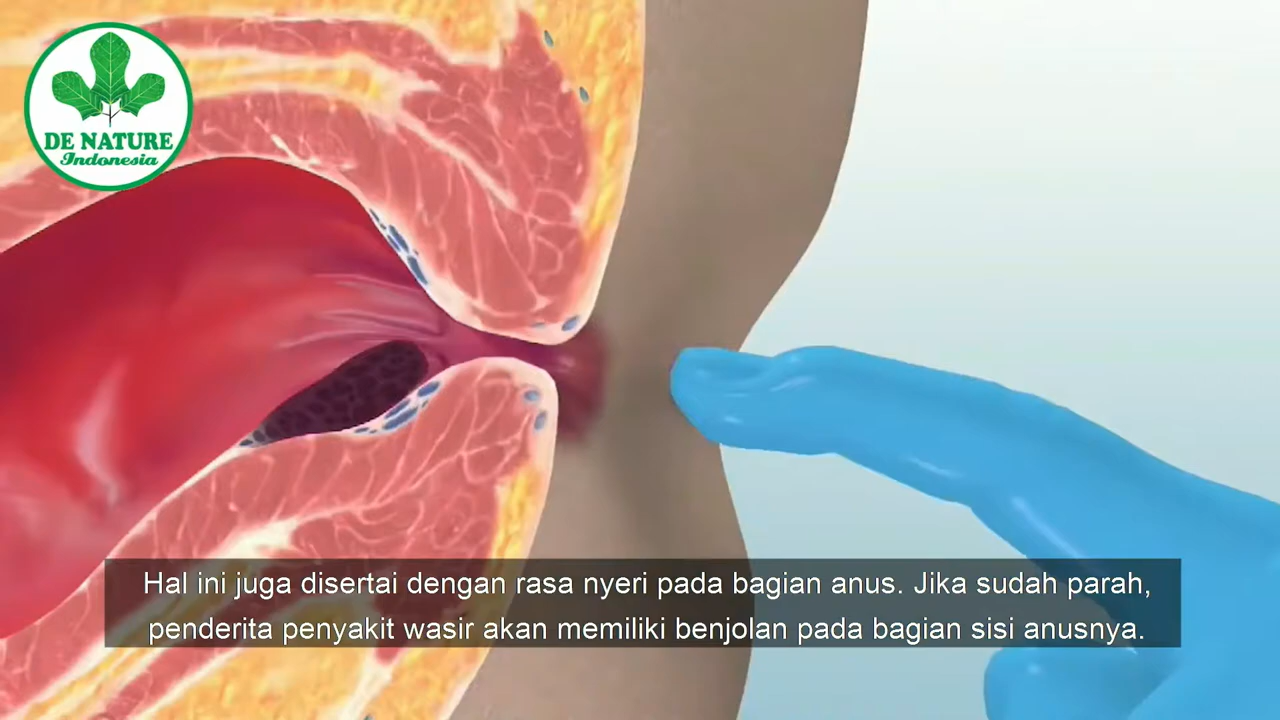 DE NATURE
Indonesia
Hal ini juga disertai dengan rasa nyeri pada bagian anus. Jika sudah parah,
penderita penyakit wasir akan memiliki benjolan pada bagian sisi anusnya.